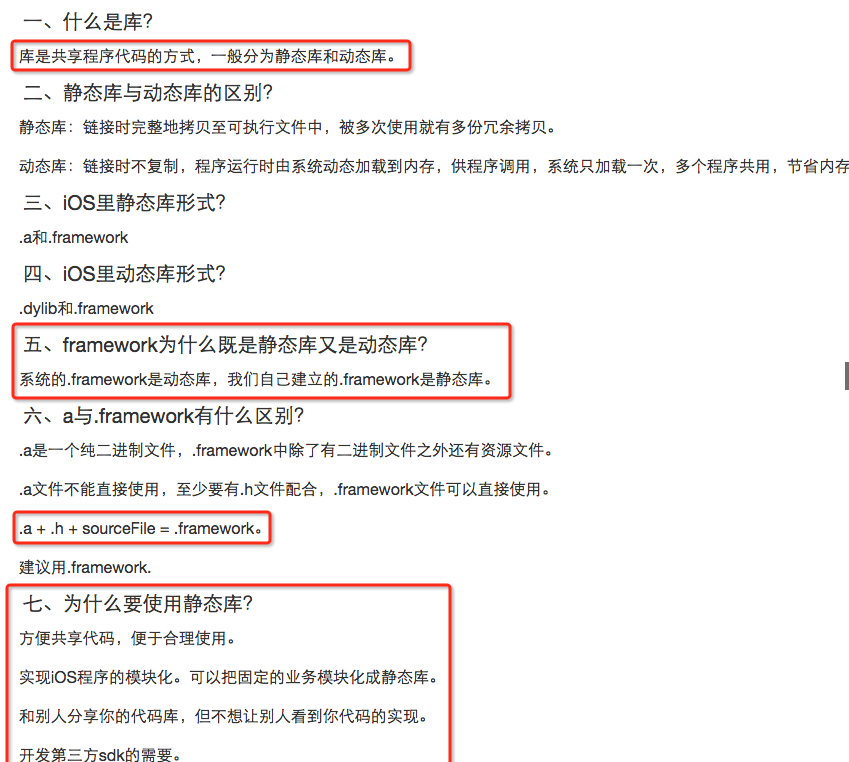 一、什么是库?
库是共享程序代码的方式，一般分为静态库和动态库。
二、静态库与动态库的区别?
静态库：链接时完整地拷贝至可执行文件中，被多次使用就有多份冗余拷贝。
动态库：链接时不复制，程序运行时由系统动态加载到内存，供程序调用，系统只加载一次，多个程序共用，节省内存
三、iOS里静态库形式?
.a和.framework
四、iOS里动态库形式?
.dylib和.framework
五、framework为什么既是静态库又是动态库?
系统的.framework是动态库，我们自己建立的.framework是静态库。
六、a与.framework有什么区别?
.a是一个纯二进制文件，.framework中除了有二进制文件之外还有资源文件。
.a文件不能直接使用，至少要有.h文件配合，.framework文件可以直接使用。
.a + .h + sourceFile = .framework。
建议用.framework.
七、为什么要使用静态库?
方便共享代码，便于合理使用。
实现iOS程序的模块化。可以把固定的业务模块化成静态库。
和别人分享你的代码库，但不想让别人看到你代码的实现。
开发第三方sdk的需要。